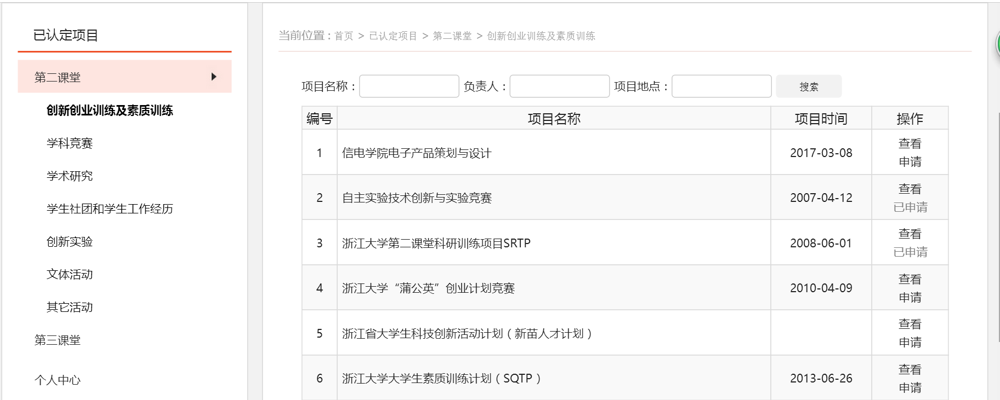 已认定项目
第二课堂
创新创业训练及素质训练
学科竞赛
学术研究
学生社团和学生工作经历
创新实验
文体活动
其它活动
第三课堂
个人中心
当前位置：首页 > 已认定项目 > 第二课堂 > 创新创业训练及素质训练
项目名称： 负责人： 项目地点： 搜索
编号 项目名称 项目时间 操作
1 信电学院电子产品策划与设计 2017-03-08 查看
申请
2 自主实验技术创新与实验竞赛 2007-04-12 查看
已申请
3 浙江大学第二课堂科研训练项目SRTP 2008-06-01 查看
已申请
4 浙江大学“蒲公英”创业计划竞赛 2010-04-09 查看
申请
5 浙江省大学生科技创新活动计划（新苗人才计划） 查看
申请
6 浙江大学大学生素质训练计划（SQTP） 2013-06-26 查看
申请